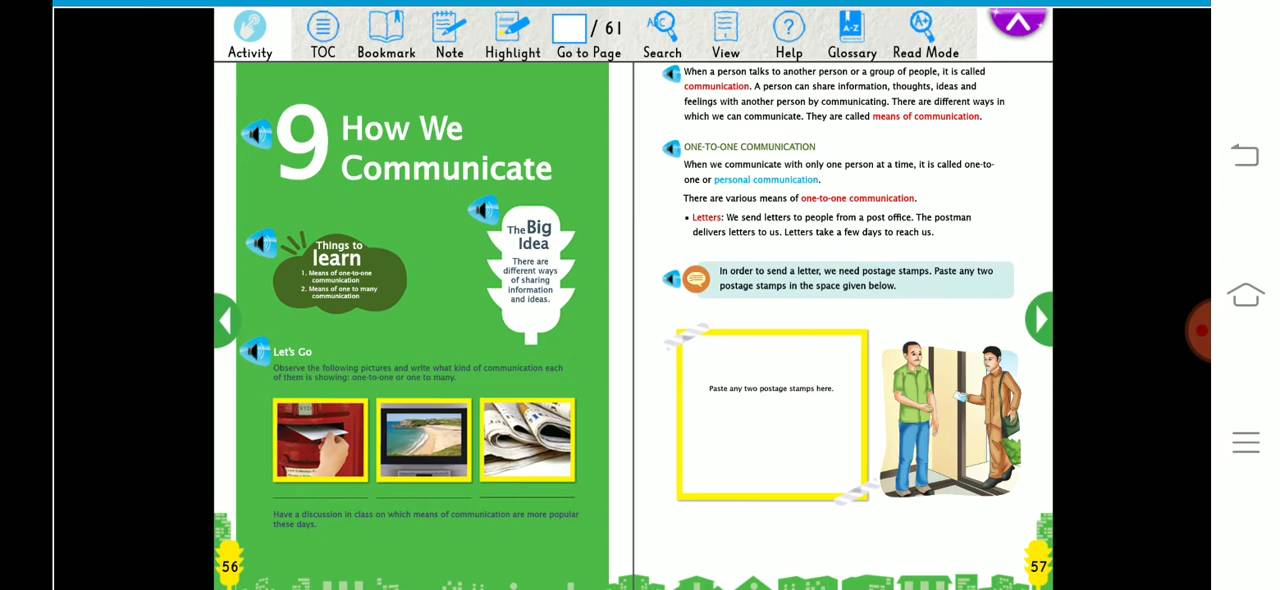 Activity TOC Bookmark Note Highlight / 61 Go to Page Search View Help Glossary Read Mode
ABC
A-Z
A+
?
9 How We
Communicate
Things to
learn
1. Means of one-to-one
communication
2. Means of one to many
communication
The Big
Idea
There are
different ways
of sharing
information
and ideas.
Let's Go
Observe the following pictures and write what kind of communication each
of them is showing: one-to-one or one to many.
Have a discussion in class on which means of communication are more popular
these days.
56
When a person talks to another person or a group of people, it is called
communication. A person can share information, thoughts, ideas and
feelings with another person by communicating. There are different ways in
which we can communicate. They are called means of communication.
ONE-TO-ONE COMMUNICATION
When we communicate with only one person at a time, it is called one-to-
one or personal communication.
There are various means of one-to-one communication.
▪ Letters: We send letters to people from a post office. The postman
delivers letters to us. Letters take a few days to reach us.
In order to send a letter, we need postage stamps. Paste any two
postage stamps in the space given below.
Paste any two postage stamps here.
57